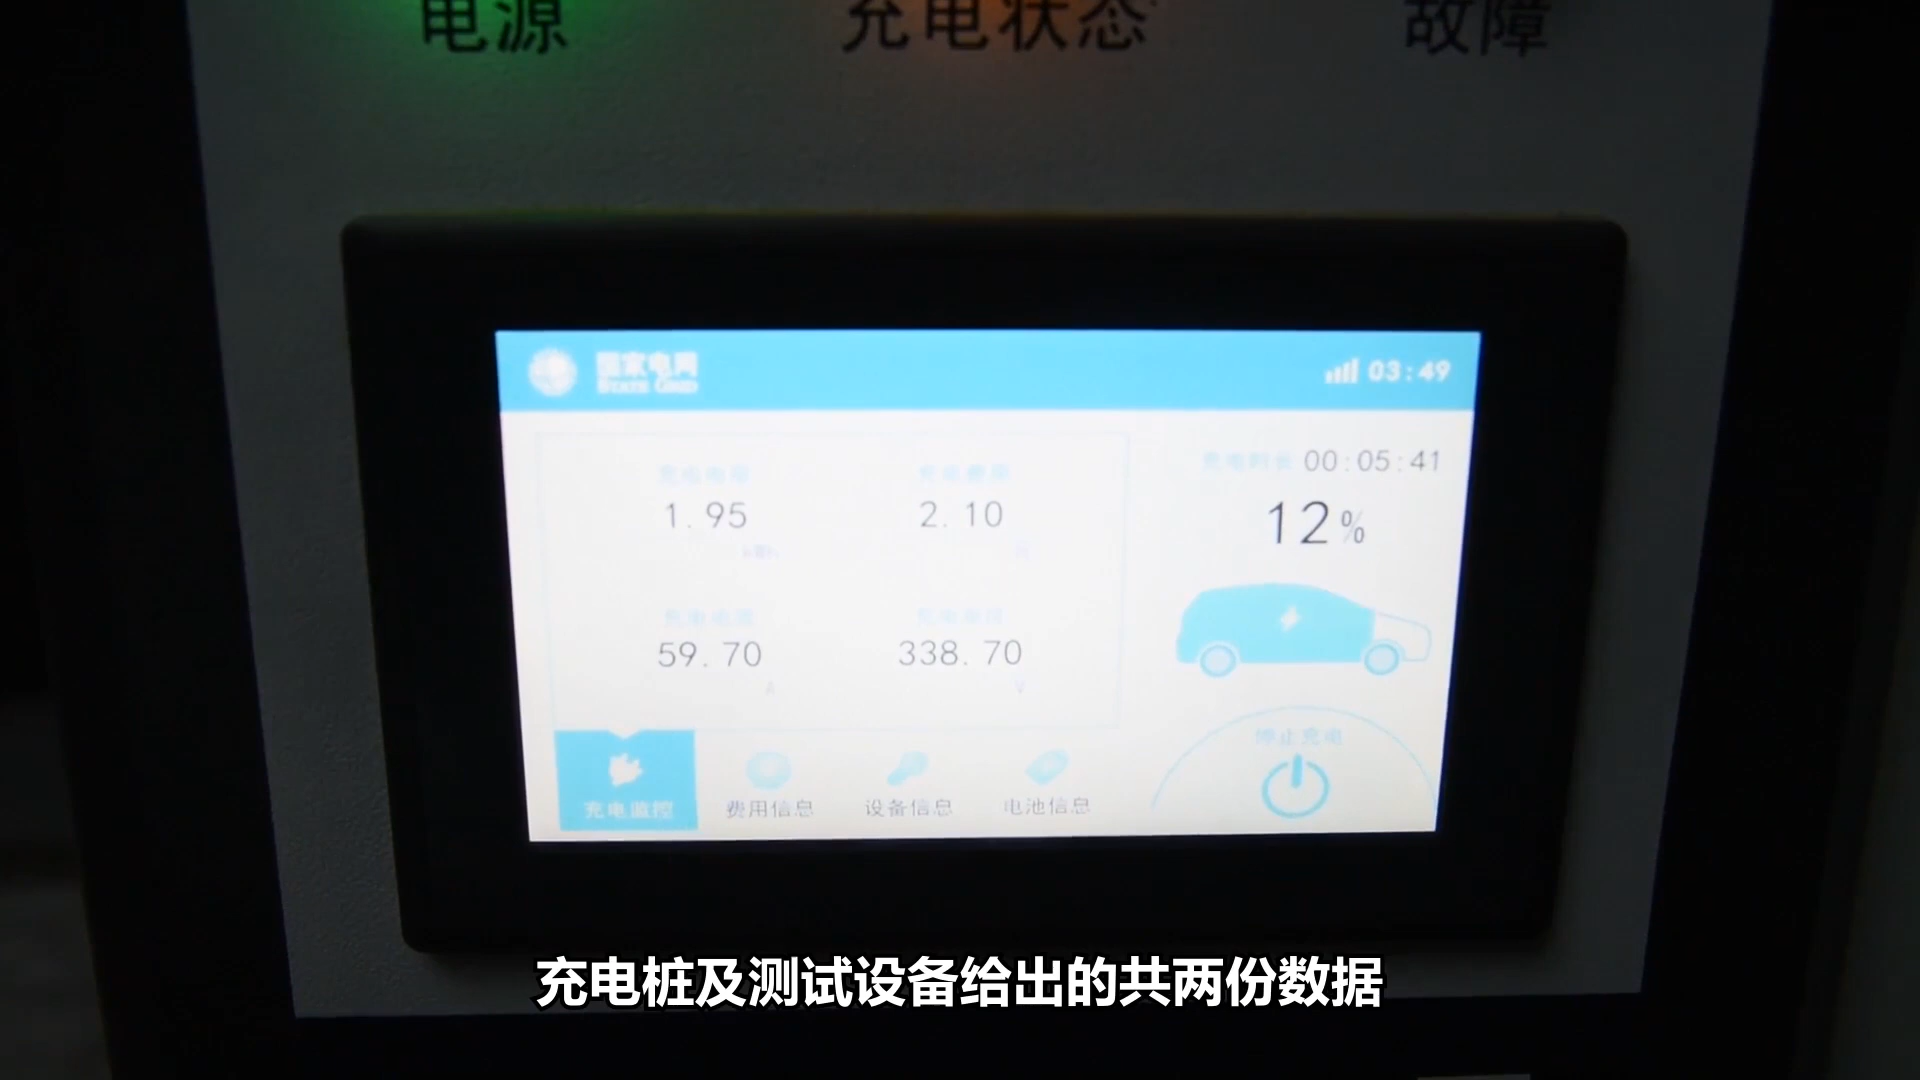 电源 充电状态 故障
国家电网 03:49
STATE GRID
充电时长 00:05:41
1.95 2.10
12%
59.70 338.70
A V
停止充电
充电监控 费用信息 设备信息 电池信息
充电桩及测试设备给出的共两份数据